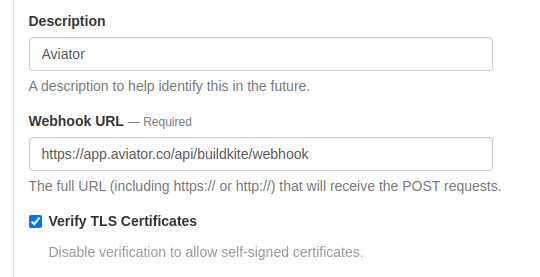 Description
Aviator
A description to help identify this in the future.
Webhook URL — Required
https://app.aviator.co/api/buildkite/webhook
The full URL (including https:// or http://) that will receive the POST requests.
Verify TLS Certificates
Disable verification to allow self-signed certificates.